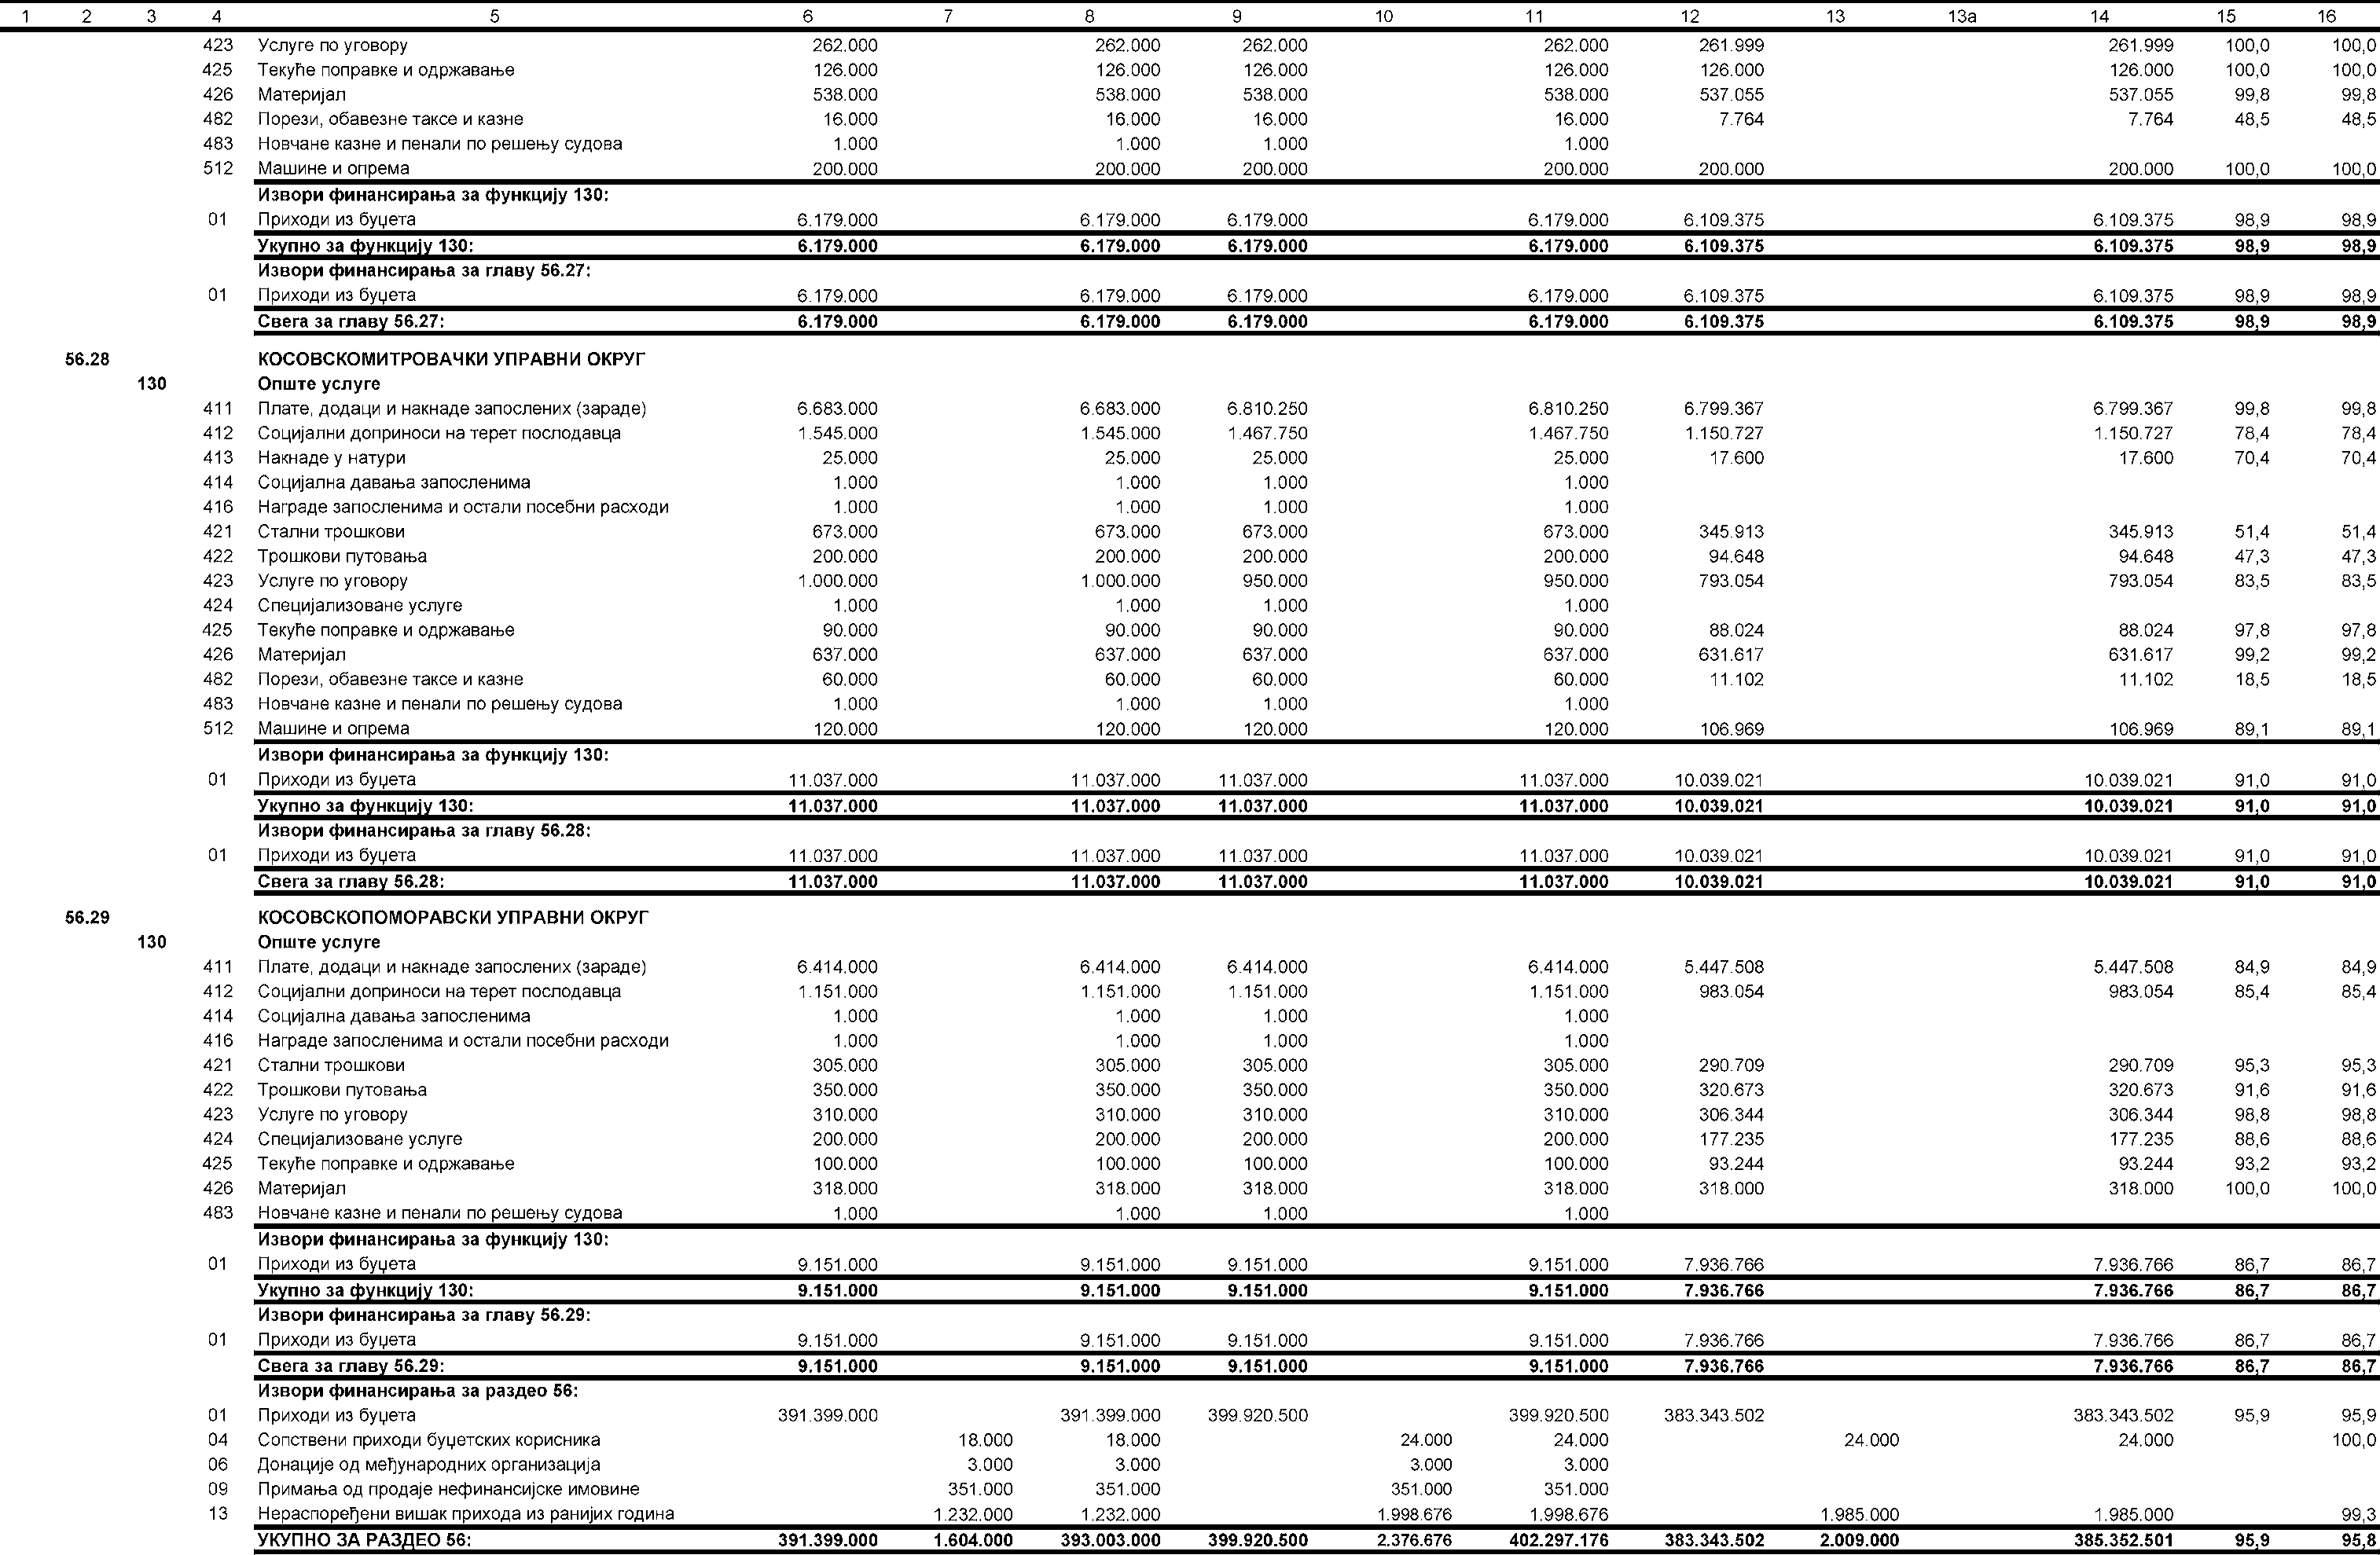 1 2 3 4 5 6 7 8 9 10 11 12 13 13a 14 15 16
423 Услуге по уговору 262.000 262.000 262.000 262.000 261.999 261.999 100,0 100,0
425 Текуће поправке и одржавање 126.000 126.000 126.000 126.000 126.000 126.000 100,0 100,0
426 Материјал 538.000 538.000 538.000 538.000 537.055 537.055 99,8 99,8
482 Порези, обавезне таксе и казне 16.000 16.000 16.000 16.000 7.764 7.764 48,5 48,5
483 Новчане казне и пенали по решењу судова 1.000 1.000 1.000 1.000
512 Машине и опрема 200.000 200.000 200.000 200.000 200.000 200.000 100,0 100,0
Извори финансирања за функцију 130:
01 Приходи из буџета 6.179.000 6.179.000 6.179.000 6.179.000 6.109.375 6.109.375 98,9 98,9
Укупно за функцију 130: 6.179.000 6.179.000 6.179.000 6.179.000 6.109.375 6.109.375 98,9 98,9
Извори финансирања за главу 56.27:
01 Приходи из буџета 6.179.000 6.179.000 6.179.000 6.179.000 6.109.375 6.109.375 98,9 98,9
Свега за главу 56.27: 6.179.000 6.179.000 6.179.000 6.179.000 6.109.375 6.109.375 98,9 98,9
56.28 КОСОВСКОМИТРОВАЧКИ УПРАВНИ ОКРУГ
130 Опште услуге
411 Плате, додаци и накнаде запослених (зараде) 6.683.000 6.683.000 6.810.250 6.810.250 6.799.367 6.799.367 99,8 99,8
412 Социјални доприноси на терет послодавца 1.545.000 1.545.000 1.467.750 1.467.750 1.150.727 1.150.727 78,4 78,4
413 Накнаде у натури 25.000 25.000 25.000 25.000 17.600 17.600 70,4 70,4
414 Социјална давања запосленима 1.000 1.000 1.000 1.000
416 Награде запосленима и остали посебни расходи 1.000 1.000 1.000 1.000
421 Стални трошкови 673.000 673.000 673.000 673.000 345.913 345.913 51,4 51,4
422 Трошкови путовања 200.000 200.000 200.000 200.000 94.648 94.648 47,3 47,3
423 Услуге по уговору 1.000.000 1.000.000 950.000 950.000 793.054 793.054 83,5 83,5
424 Специјализоване услуге 1.000 1.000 1.000 1.000
425 Текуће поправке и одржавање 90.000 90.000 90.000 90.000 88.024 88.024 97,8 97,8
426 Материјал 637.000 637.000 637.000 637.000 631.617 631.617 99,2 99,2
482 Порези, обавезне таксе и казне 60.000 60.000 60.000 60.000 11.102 11.102 18,5 18,5
483 Новчане казне и пенали по решењу судова 1.000 1.000 1.000 1.000
512 Машине и опрема 120.000 120.000 120.000 120.000 106.969 106.969 89,1 89,1
Извори финансирања за функцију 130:
01 Приходи из буџета 11.037.000 11.037.000 11.037.000 11.037.000 10.039.021 10.039.021 91,0 91,0
Укупно за функцију 130: 11.037.000 11.037.000 11.037.000 11.037.000 10.039.021 10.039.021 91,0 91,0
Извори финансирања за главу 56.28:
01 Приходи из буџета 11.037.000 11.037.000 11.037.000 11.037.000 10.039.021 10.039.021 91,0 91,0
Свега за главу 56.28: 11.037.000 11.037.000 11.037.000 11.037.000 10.039.021 10.039.021 91,0 91,0
56.29 КОСОВСКОПОМОРАВСКИ УПРАВНИ ОКРУГ
130 Опште услуге
411 Плате, додаци и накнаде запослених (зараде) 6.414.000 6.414.000 6.414.000 6.414.000 5.447.508 5.447.508 84,9 84,9
412 Социјални доприноси на терет послодавца 1.151.000 1.151.000 1.151.000 1.151.000 983.054 983.054 85,4 85,4
414 Социјална давања запосленима 1.000 1.000 1.000 1.000
416 Награде запосленима и остали посебни расходи 1.000 1.000 1.000 1.000
421 Стални трошкови 305.000 305.000 305.000 305.000 290.709 290.709 95,3 95,3
422 Трошкови путовања 350.000 350.000 350.000 350.000 320.673 320.673 91,6 91,6
423 Услуге по уговору 310.000 310.000 310.000 310.000 306.344 306.344 98,8 98,8
424 Специјализоване услуге 200.000 200.000 200.000 200.000 177.235 177.235 88,6 88,6
425 Текуће поправке и одржавање 100.000 100.000 100.000 100.000 93.244 93.244 93,2 93,2
426 Материјал 318.000 318.000 318.000 318.000 318.000 318.000 100,0 100,0
483 Новчане казне и пенали по решењу судова 1.000 1.000 1.000 1.000
Извори финансирања за функцију 130:
01 Приходи из буџета 9.151.000 9.151.000 9.151.000 9.151.000 7.936.766 7.936.766 86,7 86,7
Укупно за функцију 130: 9.151.000 9.151.000 9.151.000 9.151.000 7.936.766 7.936.766 86,7 86,7
Извори финансирања за главу 56.29:
01 Приходи из буџета 9.151.000 9.151.000 9.151.000 9.151.000 7.936.766 7.936.766 86,7 86,7
Свега за главу 56.29: 9.151.000 9.151.000 9.151.000 9.151.000 7.936.766 7.936.766 86,7 86,7
Извори финансирања за раздео 56:
01 Приходи из буџета 391.399.000 391.399.000 399.920.500 399.920.500 383.343.502 383.343.502 95,9 95,9
04 Сопствени приходи буџетских корисника 18.000 18.000 24.000 24.000 24.000 24.000 100,0
06 Донације од међународних организација 3.000 3.000 3.000 3.000
09 Примања од продаје нефинансијске имовине 351.000 351.000 351.000 351.000
13 Нераспоређени вишак прихода из ранијих година 1.232.000 1.232.000 1.998.676 1.998.676 1.985.000 1.985.000 99,3
УКУПНО ЗА РАЗДЕО 56: 391.399.000 1.604.000 393.003.000 399.920.500 2.376.676 402.297.176 383.343.502 2.009.000 385.352.501 95,9 95,8